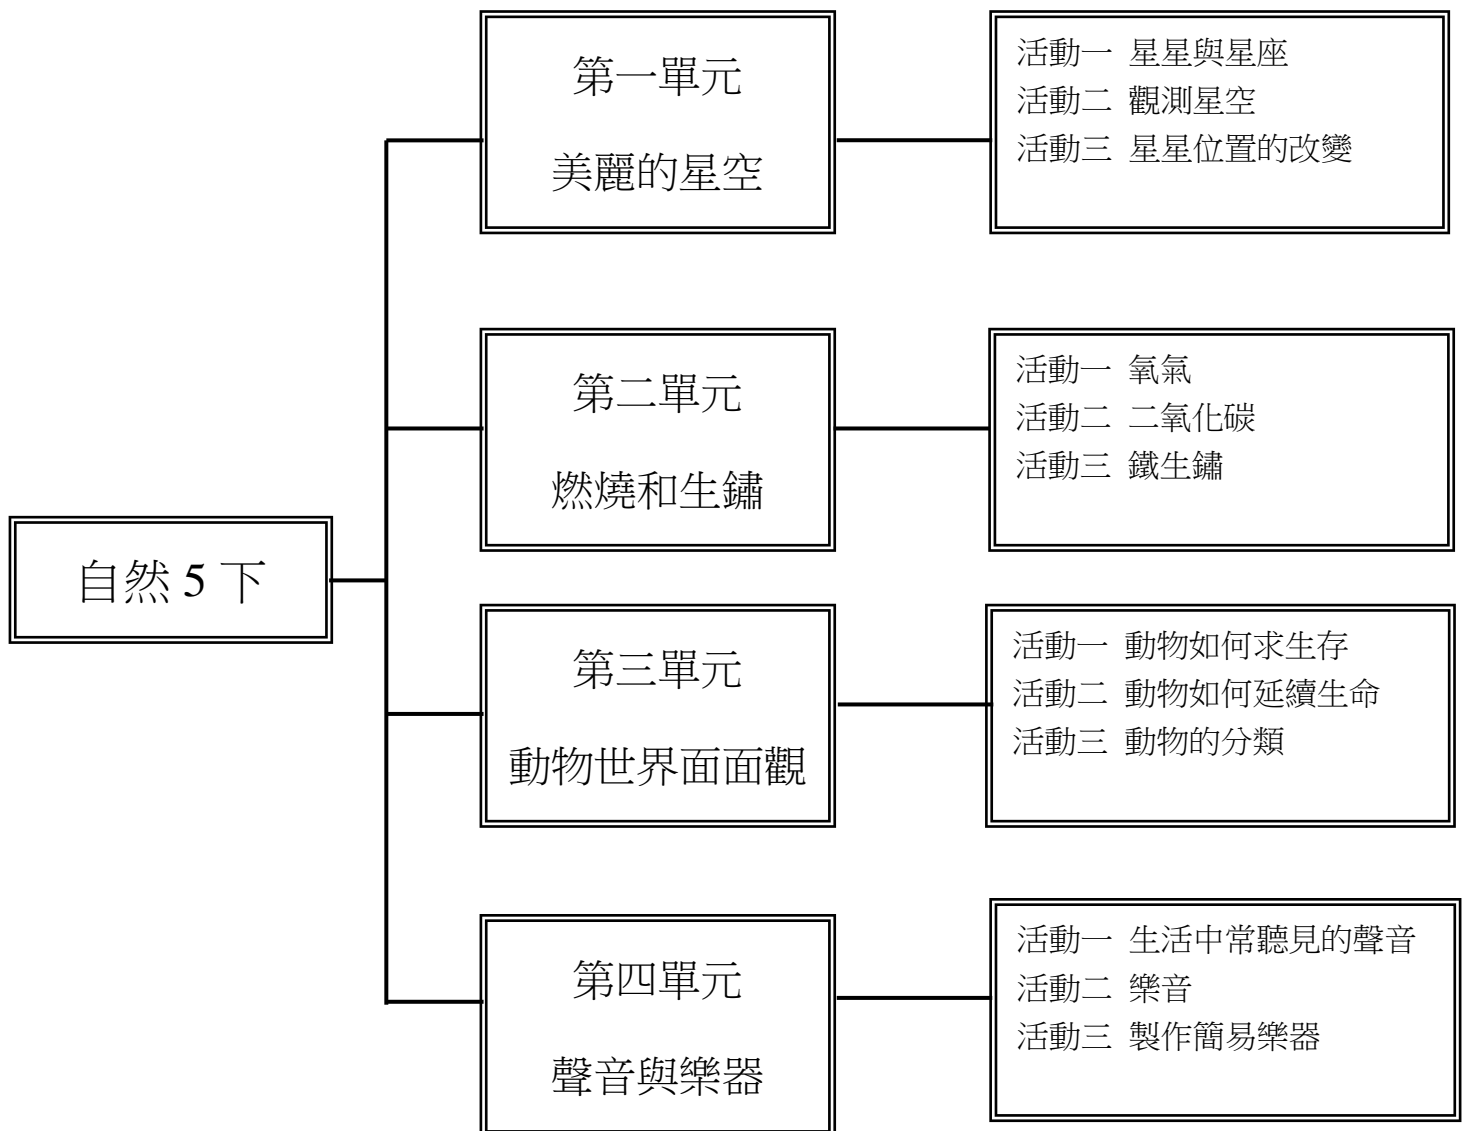 自然 5 下
第一單元
美麗的星空
活動一 星星與星座
活動二 觀測星空
活動三 星星位置的改變
第二單元
燃燒和生鏽
活動一 氧氣
活動二 二氧化碳
活動三 鐵生鏽
第三單元
動物世界面面觀
活動一 動物如何求生存
活動二 動物如何延續生命
活動三 動物的分類
第四單元
聲音與樂器
活動一 生活中常聽見的聲音
活動二 樂音
活動三 製作簡易樂器